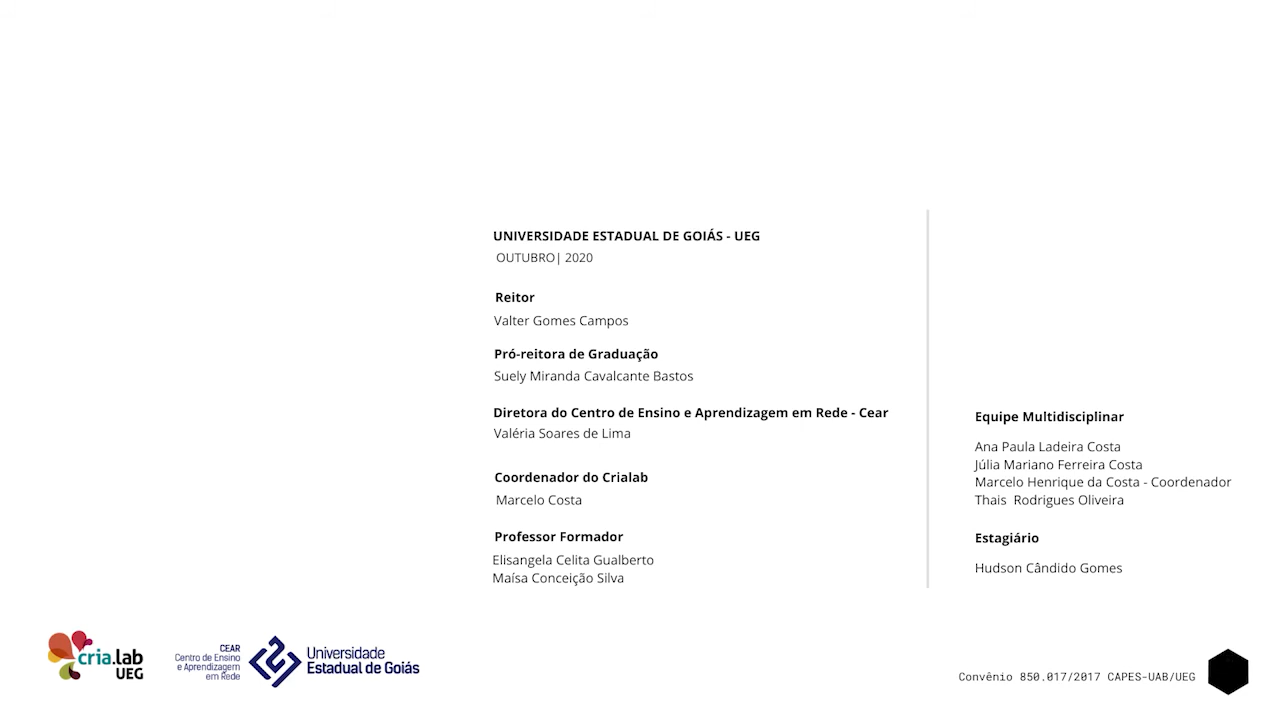 UNIVERSIDADE ESTADUAL DE GOIÁS - UEG
OUTUBRO| 2020
Reitor
Valter Gomes Campos
Pró-reitora de Graduação
Suely Miranda Cavalcante Bastos
Diretora do Centro de Ensino e Aprendizagem em Rede - Cear
Valéria Soares de Lima
Coordenador do Crialab
Marcelo Costa
Professor Formador
Elisangela Celita Gualberto
Maísa Conceição Silva
Equipe Multidisciplinar
Ana Paula Ladeira Costa
Júlia Mariano Ferreira Costa
Marcelo Henrique da Costa - Coordenador
Thais Rodrigues Oliveira
Estagiário
Hudson Cândido Gomes
cria.lab
UEG
CEAR
Centro de Ensino
e Aprendizagem
em Rede
Universidade
Estadual de Goiás
Convênio 850.017/2017 CAPES-UAB/UEG